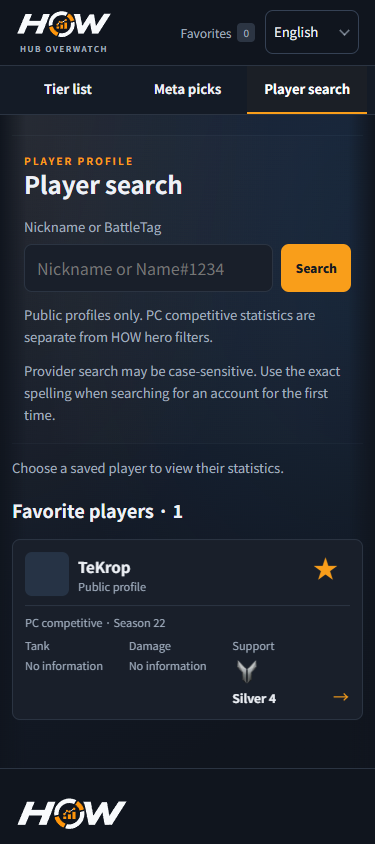 HOW
HUB OVERWATCH
Favorites 0
English
Tier list
Meta picks
Player search
PLAYER PROFILE
Player search
Nickname or BattleTag
Nickname or Name#1234
Search
Public profiles only. PC competitive statistics are
separate from HOW hero filters.
Provider search may be case-sensitive. Use the exact
spelling when searching for an account for the first
time.
Choose a saved player to view their statistics.
Favorite players · 1
TeKrop
Public profile
PC competitive · Season 22
Tank
No information
Damage
No information
Support
Silver 4
→
HOW